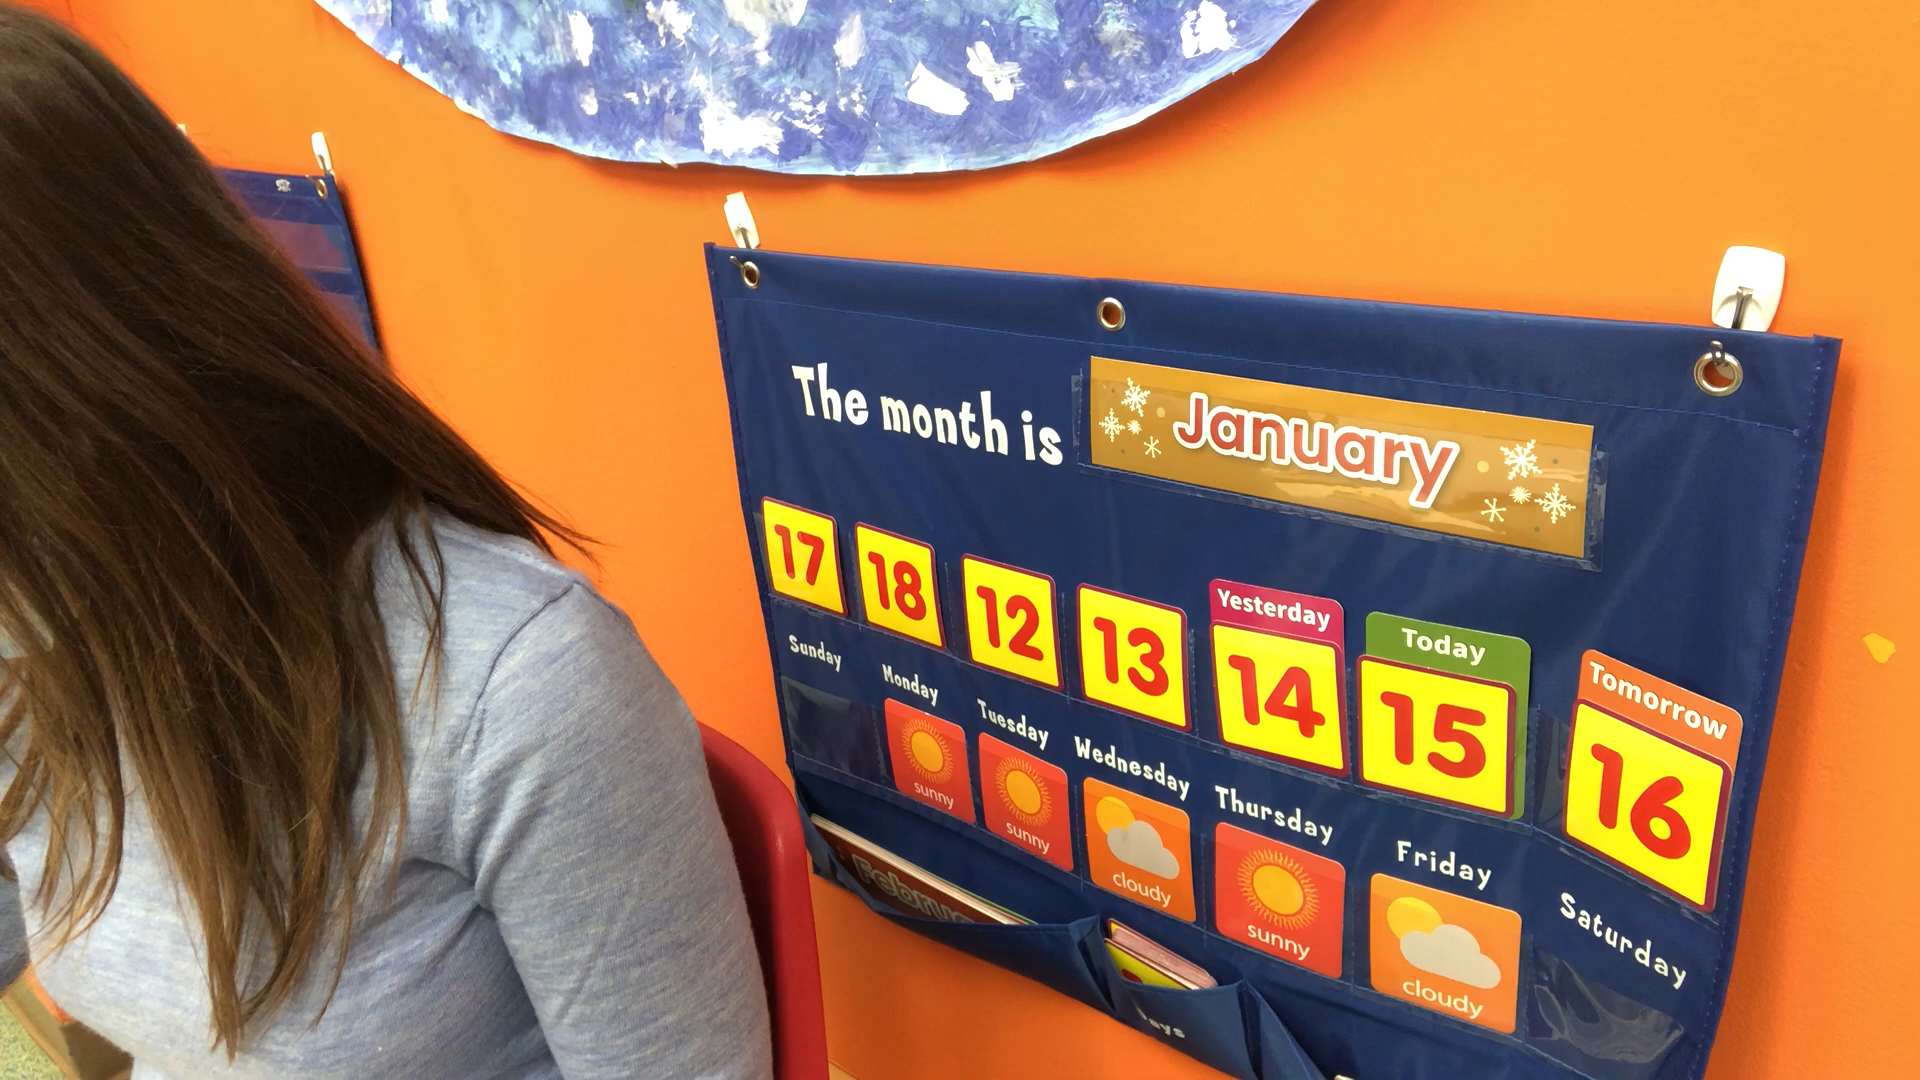 The month is January
17 18 12 13 Yesterday 14 Today 15 Tomorrow 16
Sunday Monday Tuesday Wednesday Thursday Friday Saturday
sunny sunny cloudy sunny cloudy